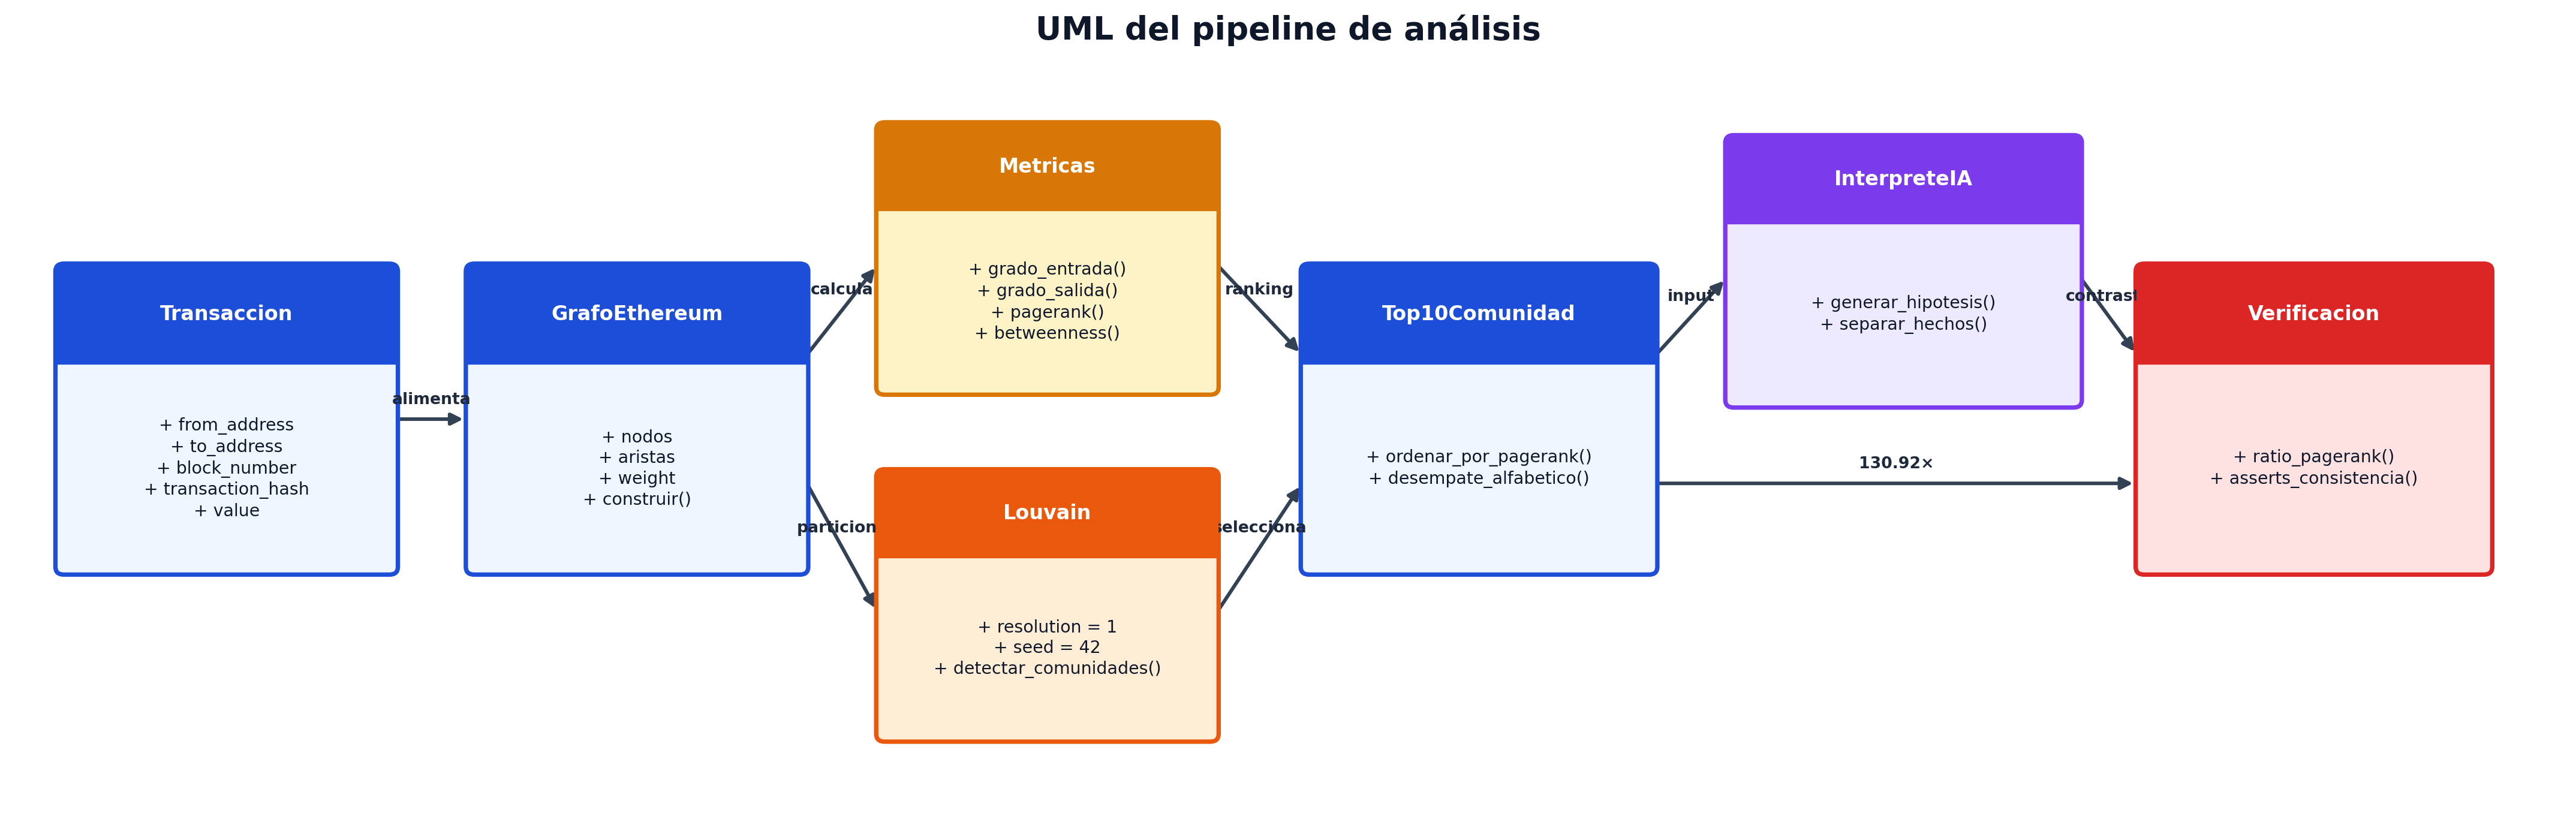 UML del pipeline de análisis
Transaccion
+ from_address
+ to_address
+ block_number
+ transaction_hash
+ value
alimenta
GrafoEthereum
+ nodos
+ aristas
+ weight
+ construir()
calcula
particion
Metricas
+ grado_entrada()
+ grado_salida()
+ pagerank()
+ betweenness()
Louvain
+ resolution = 1
+ seed = 42
+ detectar_comunidades()
ranking
selecciona
Top10Comunidad
+ ordenar_por_pagerank()
+ desempate_alfabetico()
input
130.92×
InterpreteIA
+ generar_hipotesis()
+ separar_hechos()
contrast
Verificacion
+ ratio_pagerank()
+ asserts_consistencia()